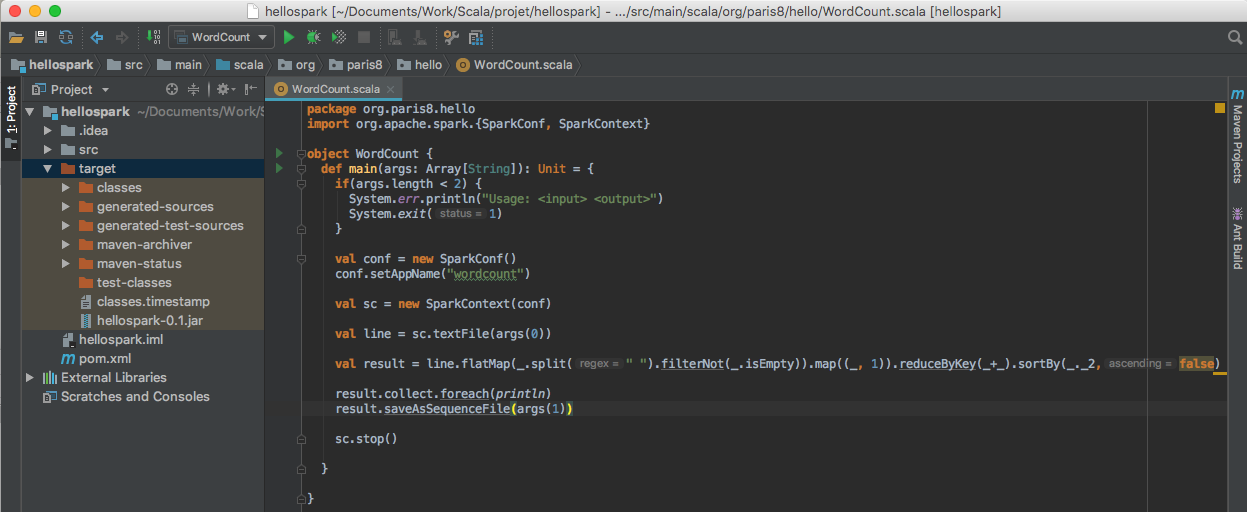 hellospark [~/Documents/Work/Scala/projet/hellospark] - .../src/main/scala/org/paris8/hello/WordCount.scala [hellospark]
WordCount
hellospark src main scala org paris8 hello WordCount.scala
1: Project
Project
WordCount.scala
hellospark ~/Documents/Work/S
.idea
src
target
classes
generated-sources
generated-test-sources
maven-archiver
maven-status
test-classes
classes.timestamp
hellospark-0.1.jar
hellospark.iml
pom.xml
External Libraries
Scratches and Consoles
package org.paris8.hello
import org.apache.spark.{SparkConf, SparkContext}
object WordCount {
def main(args: Array[String]): Unit = {
if(args.length < 2) {
System.err.println("Usage: <input> <output>")
System.exit( status = 1)
}
val conf = new SparkConf()
conf.setAppName("wordcount")
val sc = new SparkContext(conf)
val line = sc.textFile(args(0))
val result = line.flatMap(_.split( regex = " ").filterNot(_.isEmpty)).map((_, 1)).reduceByKey(_+_).sortBy(_._2, ascending = false)
result.collect.foreach(println)
result.saveAsSequenceFile(args(1))
sc.stop()
}
}
Maven Projects
Ant Build